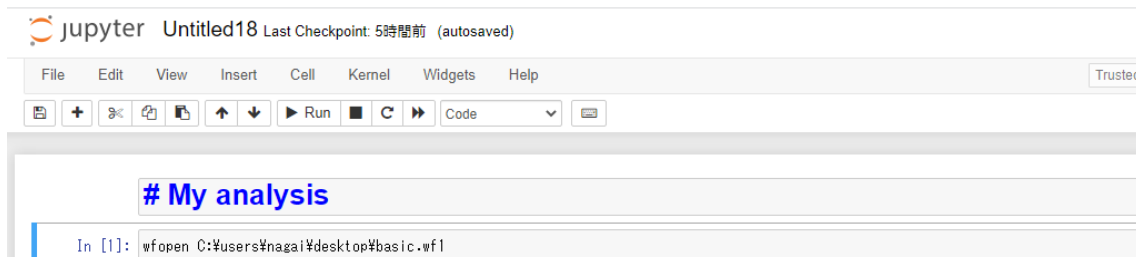 jupyter Untitled18 Last Checkpoint: 5時間前 (autosaved)
File Edit View Insert Cell Kernel Widgets Help Trusted
Run Code
# My analysis
In [1]: wfopen C:¥users¥nagai¥desktop¥basic.wf1